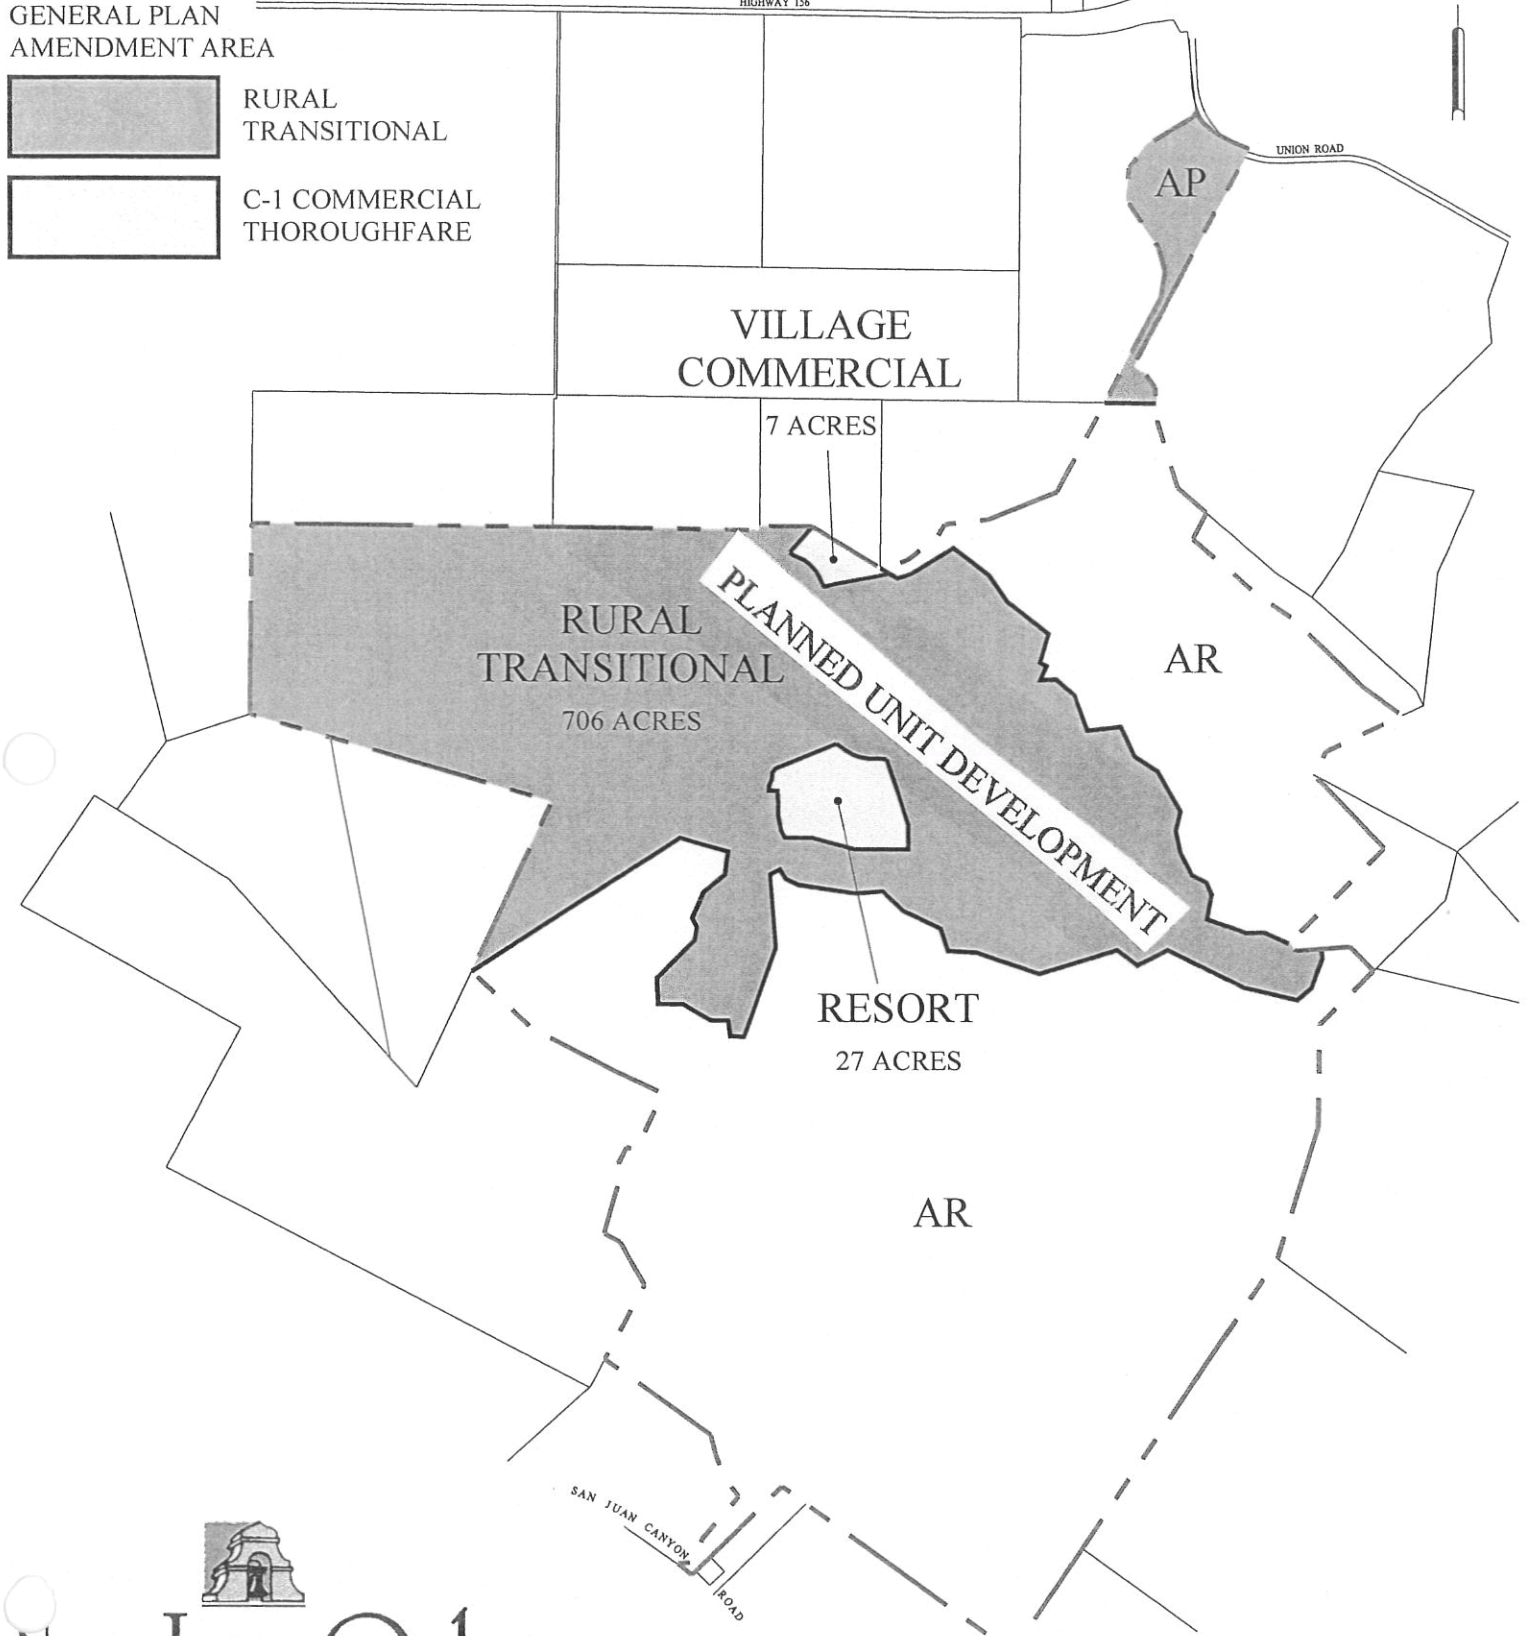 HIGHWAY 156
GENERAL PLAN
AMENDMENT AREA
RURAL
TRANSITIONAL
C-1 COMMERCIAL
THOROUGHFARE
UNION ROAD
AP
VILLAGE
COMMERCIAL
7 ACRES
RURAL
TRANSITIONAL
706 ACRES
PLANNED UNIT DEVELOPMENT
AR
RESORT
27 ACRES
AR
SAN JUAN CANYON
ROAD